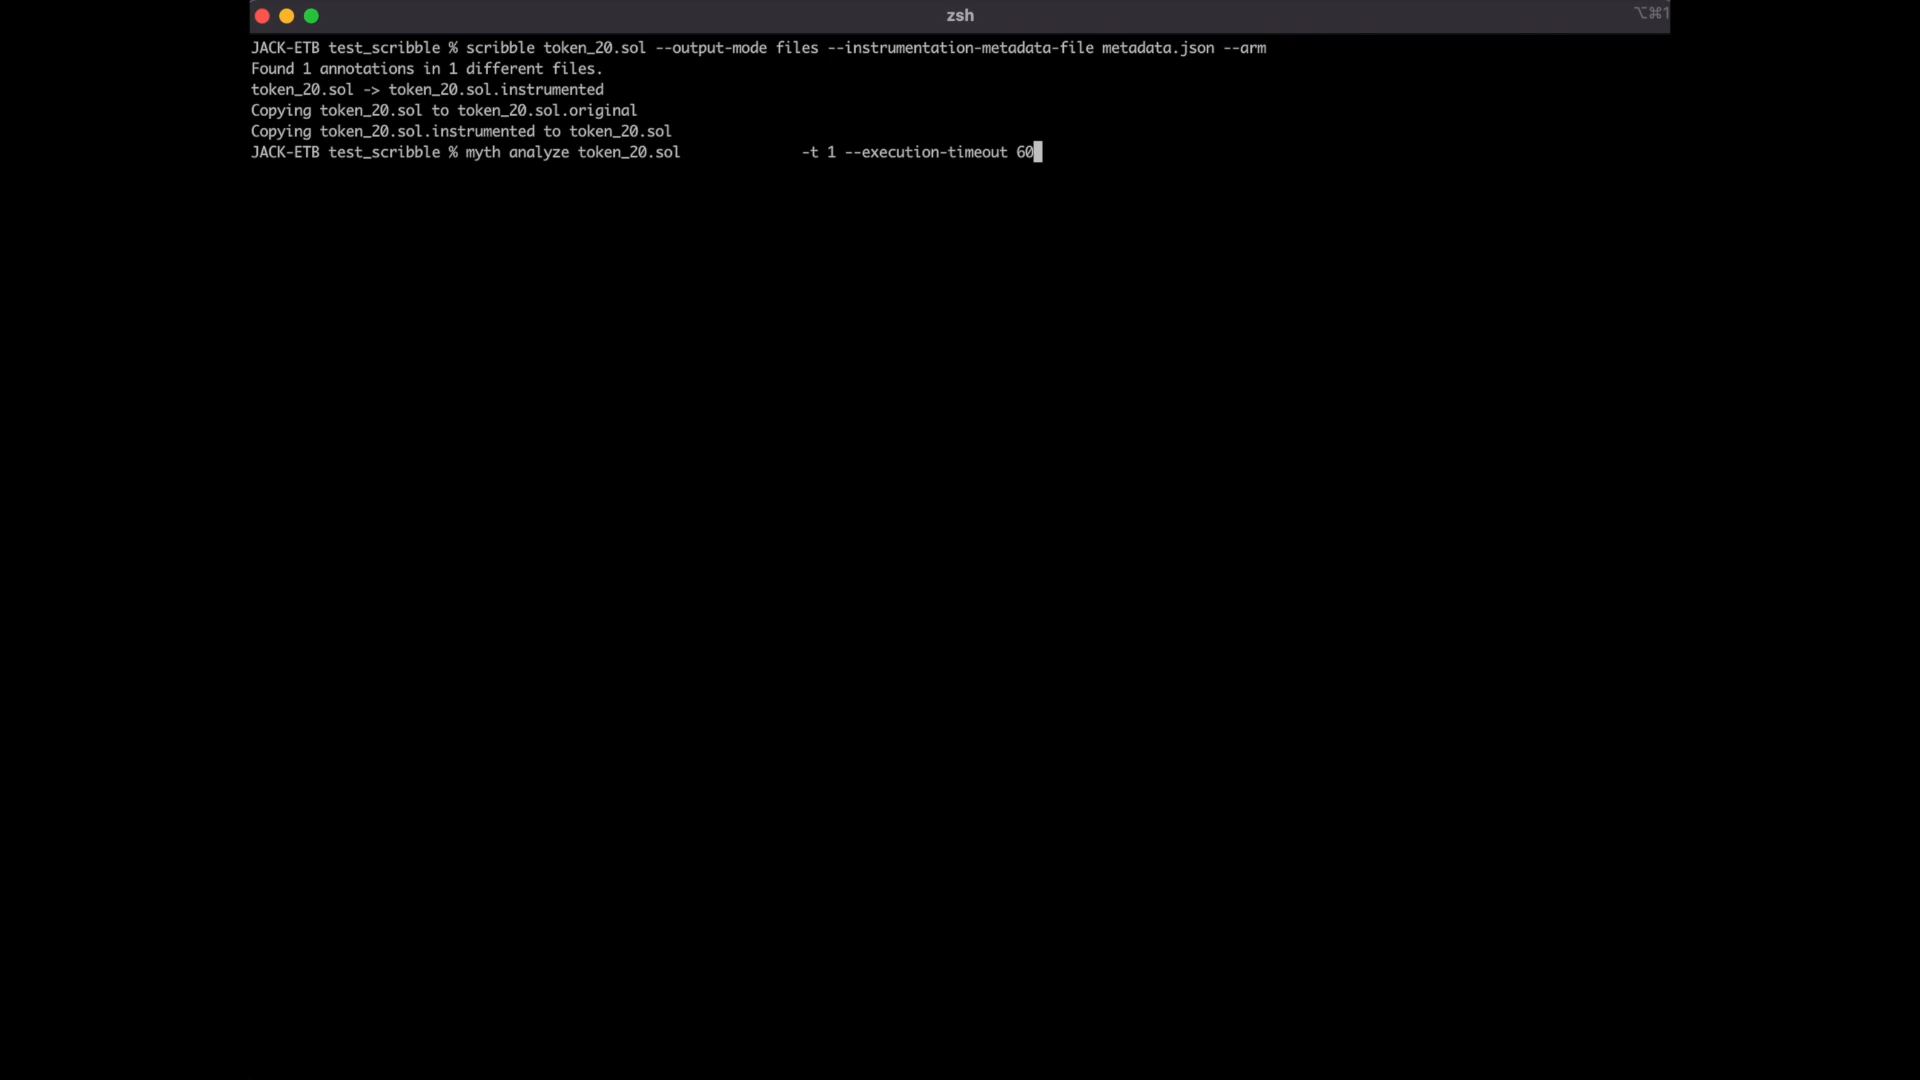 zsh
⌥⌘1
JACK-ETB test_scribble % scribble token_20.sol --output-mode files --instrumentation-metadata-file metadata.json --arm
Found 1 annotations in 1 different files.
token_20.sol -> token_20.sol.instrumented
Copying token_20.sol to token_20.sol.original
Copying token_20.sol.instrumented to token_20.sol
JACK-ETB test_scribble % myth analyze token_20.sol -t 1 --execution-timeout 60